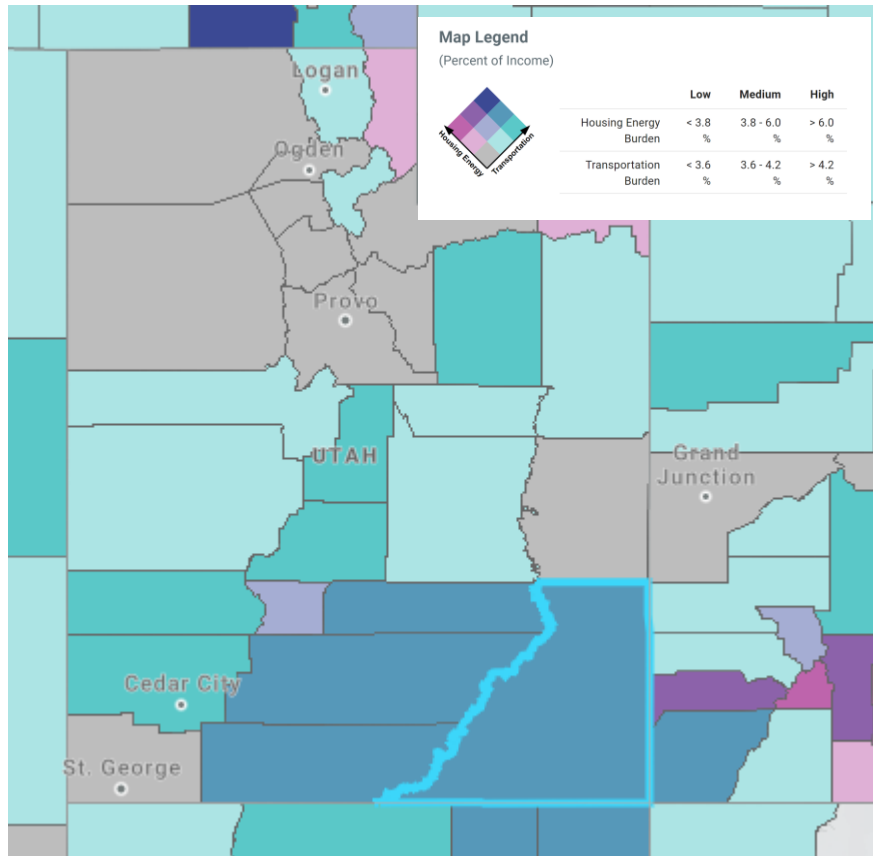 Map Legend
(Percent of Income)
Housing Energy
Transportation
Low Medium High
Housing Energy Burden < 3.8 % 3.8 - 6.0 % > 6.0 %
Transportation Burden < 3.6 % 3.6 - 4.2 % > 4.2 %
Logan
Ogden
Provo
UTAH
Grand
Junction
Cedar City
St. George